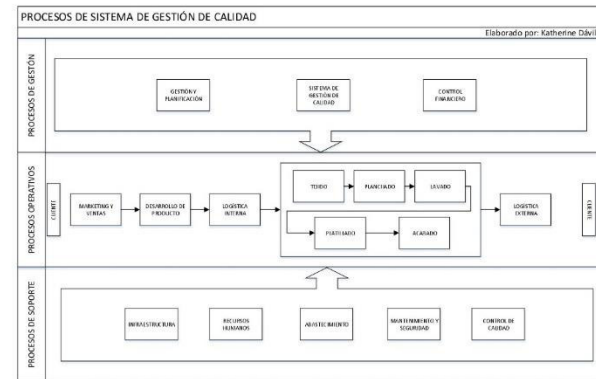 PROCESOS DE SISTEMA DE GESTIÓN DE CALIDAD
Elaborado por: Katherine Dávil
PROCESOS DE GESTIÓN
GESTIÓN Y
PLANIFICACIÓN
SISTEMA DE
GESTIÓN DE
CALIDAD
CONTROL
FINANCIERO
PROCESOS OPERATIVOS
CLIENTE
MARKETING Y
VENTAS
DESARROLLO DE
PRODUCTO
LOGÍSTICA
INTERNA
TEJIDO
PLANCHADO
LAVADO
ACABADO
LOGÍSTICA
EXTERNA
CLIENTE
PROCESOS DE SOPORTE
INFRAESTRUCTURA
RECURSOS
HUMANOS
ABASTECIMIENTO
MANTENIMIENTO Y
SEGURIDAD
CONTROL DE
CALIDAD